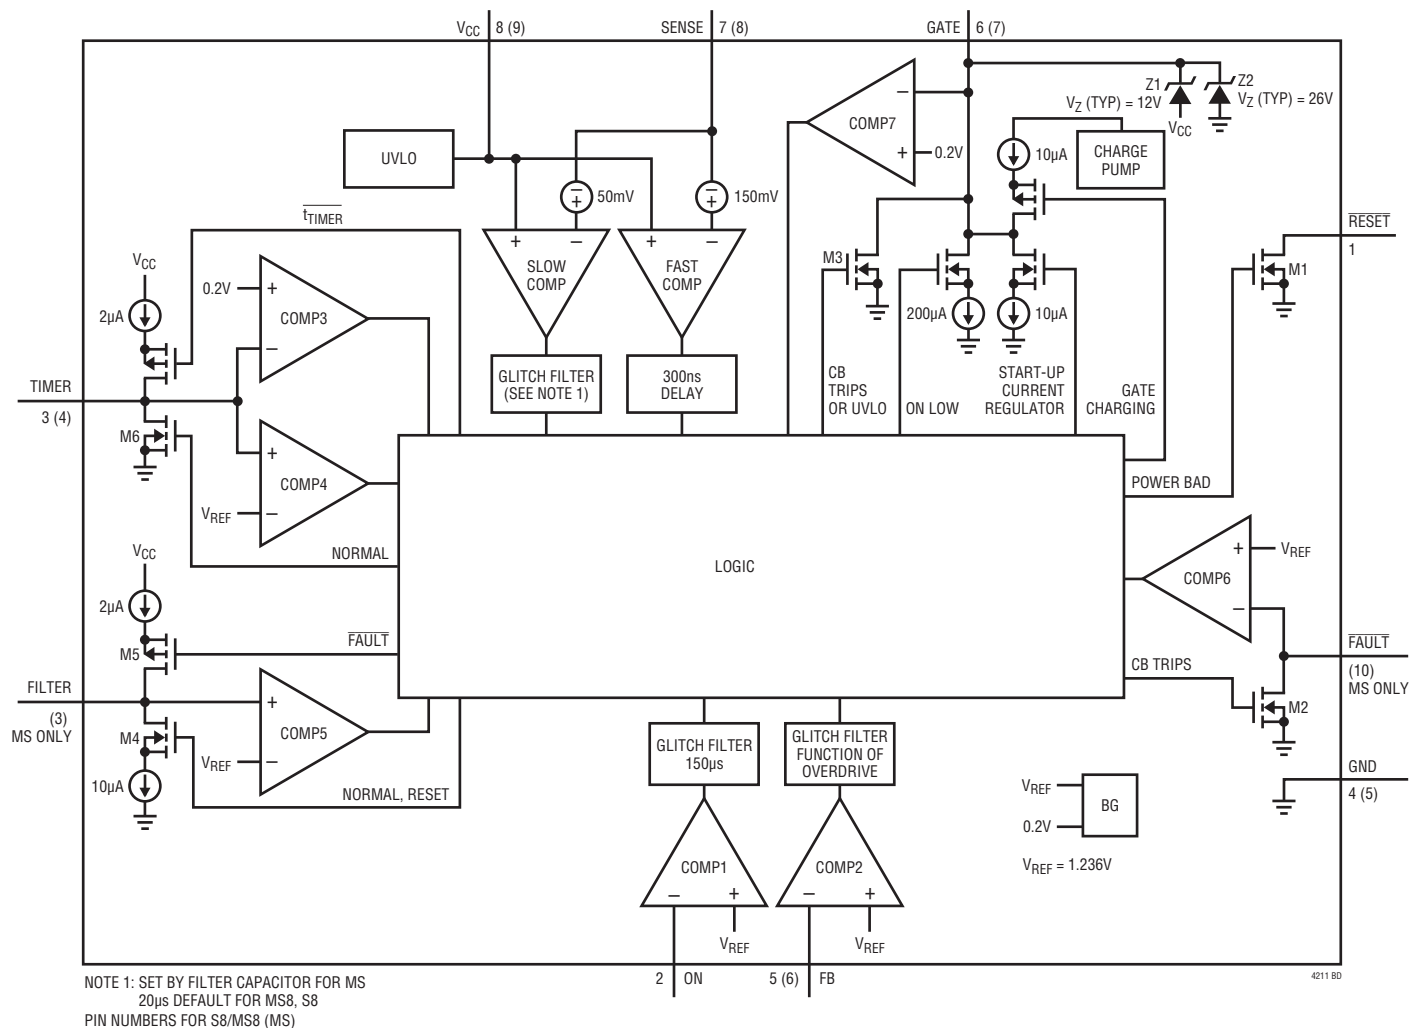 VCC 8 (9)
SENSE 7 (8)
GATE 6 (7)
Z1
VZ (TYP) = 12V
VCC
Z2
VZ (TYP) = 26V
COMP7
–
+ 0.2V
10µA
CHARGE
PUMP
UVLO
50mV
150mV
– +
– +
tTIMER
+ –
SLOW
COMP
+ –
FAST
COMP
M3
200µA
10µA
RESET
1
M1
VCC
2µA
0.2V
+
–
COMP3
TIMER
3 (4)
M6
+
–
COMP4
VREF
NORMAL
GLITCH FILTER
(SEE NOTE 1)
300ns
DELAY
CB
TRIPS
OR UVLO
ON LOW
START-UP
CURRENT
REGULATOR
GATE
CHARGING
POWER BAD
LOGIC
+
–
COMP6
VREF
VCC
2µA
M5
FAULT
FILTER
(3)
MS ONLY
M4
10µA
+
–
COMP5
VREF
NORMAL, RESET
CB TRIPS
FAULT
(10)
MS ONLY
M2
GND
4 (5)
GLITCH FILTER
150µs
GLITCH FILTER
FUNCTION OF
OVERDRIVE
VREF
0.2V
BG
VREF = 1.236V
COMP1
– +
VREF
COMP2
– +
VREF
2 ON
5 (6) FB
4211 BD
NOTE 1: SET BY FILTER CAPACITOR FOR MS
20µs DEFAULT FOR MS8, S8
PIN NUMBERS FOR S8/MS8 (MS)